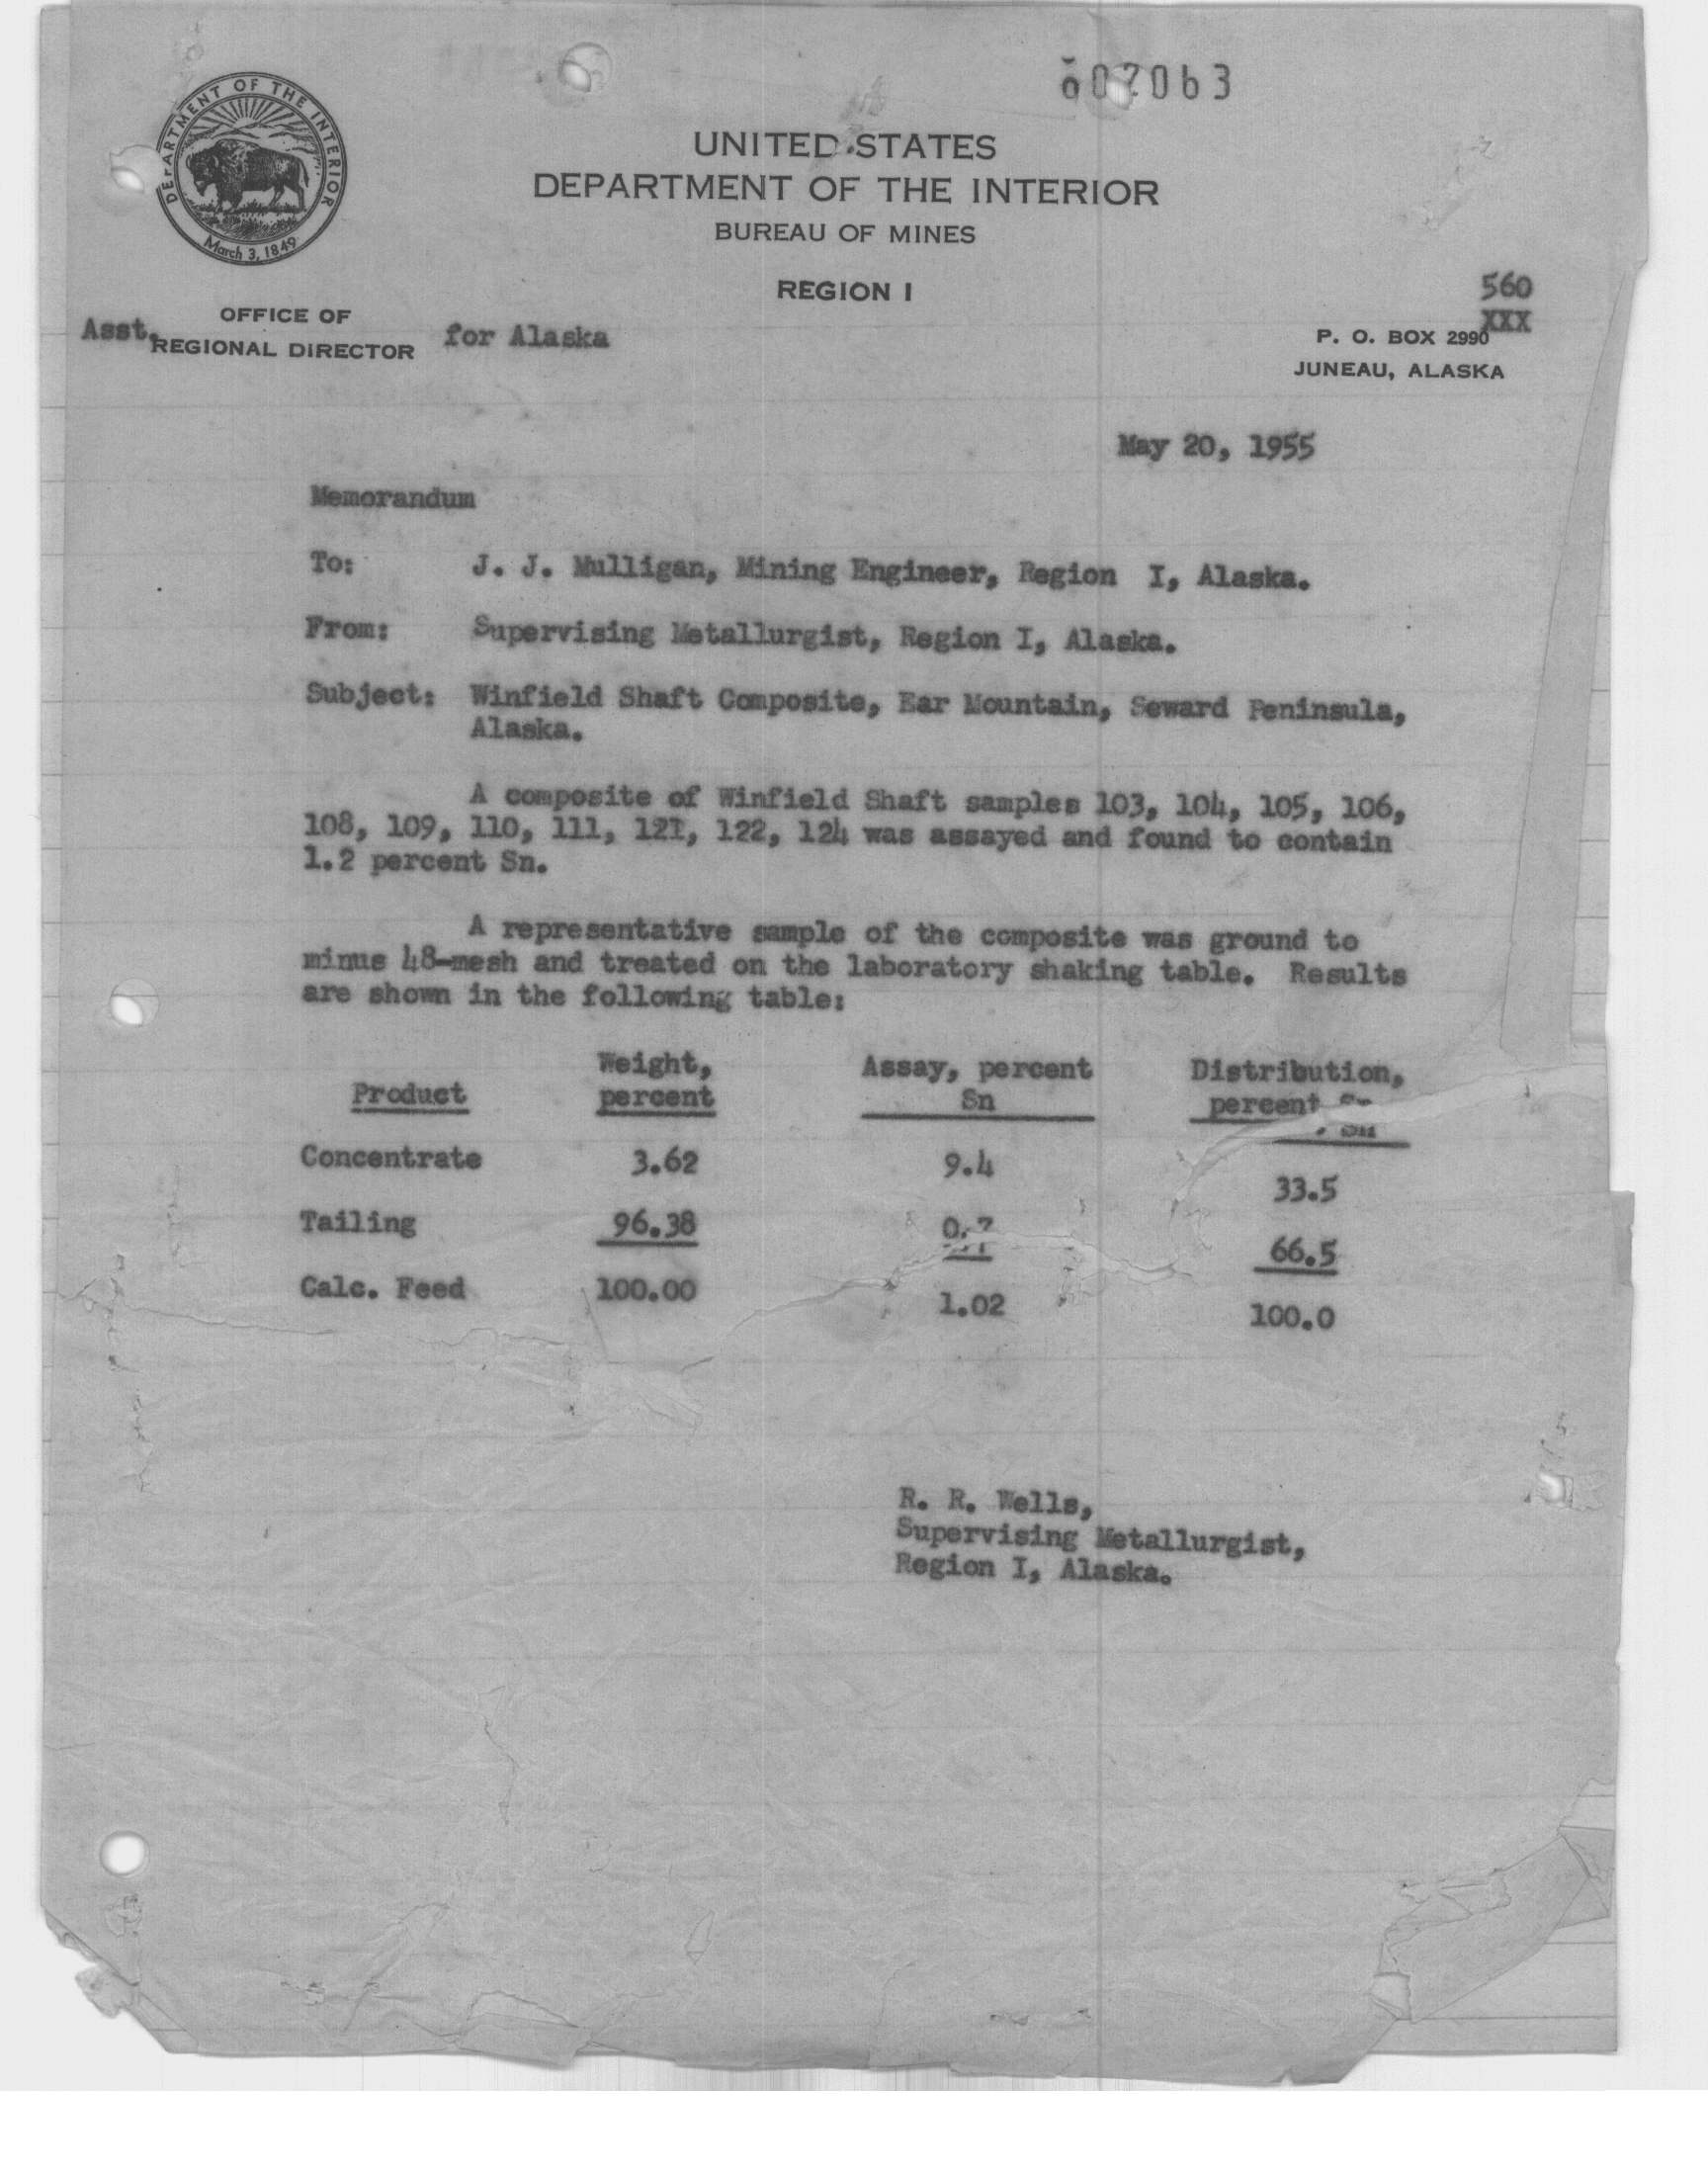 607063
DEPARTMENT OF THE INTERIOR
March 3, 1849
UNITED STATES
DEPARTMENT OF THE INTERIOR
BUREAU OF MINES
REGION I
560
XXX
OFFICE OF
Asst. REGIONAL DIRECTOR for Alaska
P. O. BOX 2990
JUNEAU, ALASKA
May 20, 1955
Memorandum
To: J. J. Mulligan, Mining Engineer, Region I, Alaska.
From: Supervising Metallurgist, Region I, Alaska.
Subject: Winfield Shaft Composite, Ear Mountain, Seward Peninsula,
Alaska.
A composite of Winfield Shaft samples 103, 104, 105, 106,
108, 109, 110, 111, 121, 122, 124 was assayed and found to contain
1.2 percent Sn.
A representative sample of the composite was ground to
minus 48-mesh and treated on the laboratory shaking table. Results
are shown in the following table:
Weight, Assay, percent Distribution,
Product percent Sn percent Sn
Concentrate 3.62 9.4 33.5
Tailing 96.38 0.7 66.5
Calc. Feed 100.00 1.02 100.0
R. R. Wells,
Supervising Metallurgist,
Region I, Alaska.